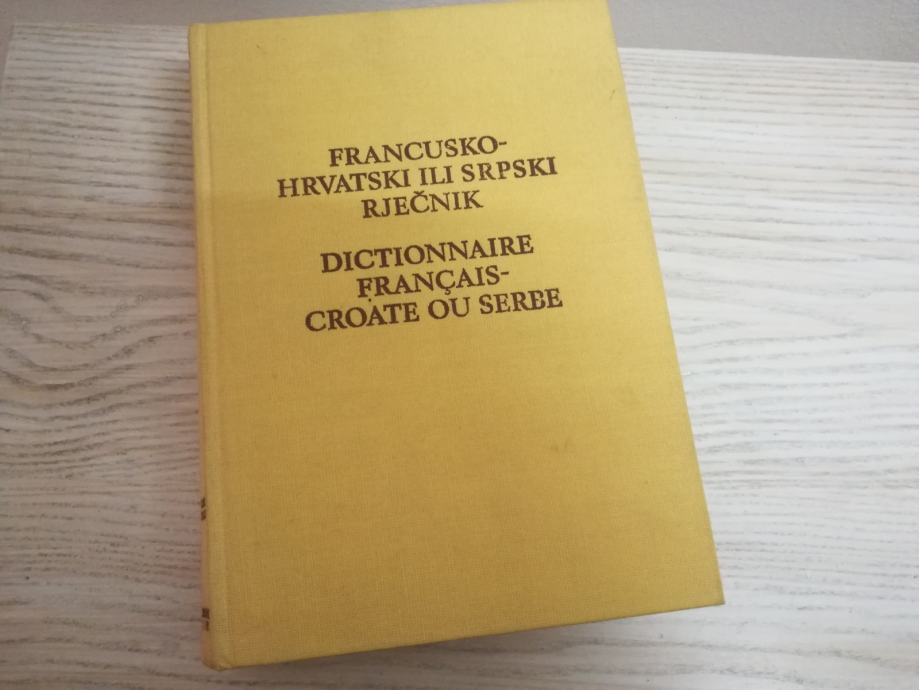 FRANCUSKO-
HRVATSKI ILI SRPSKI
RJEČNIK
DICTIONNAIRE
FRANÇAIS-
CROATE OU SERBE